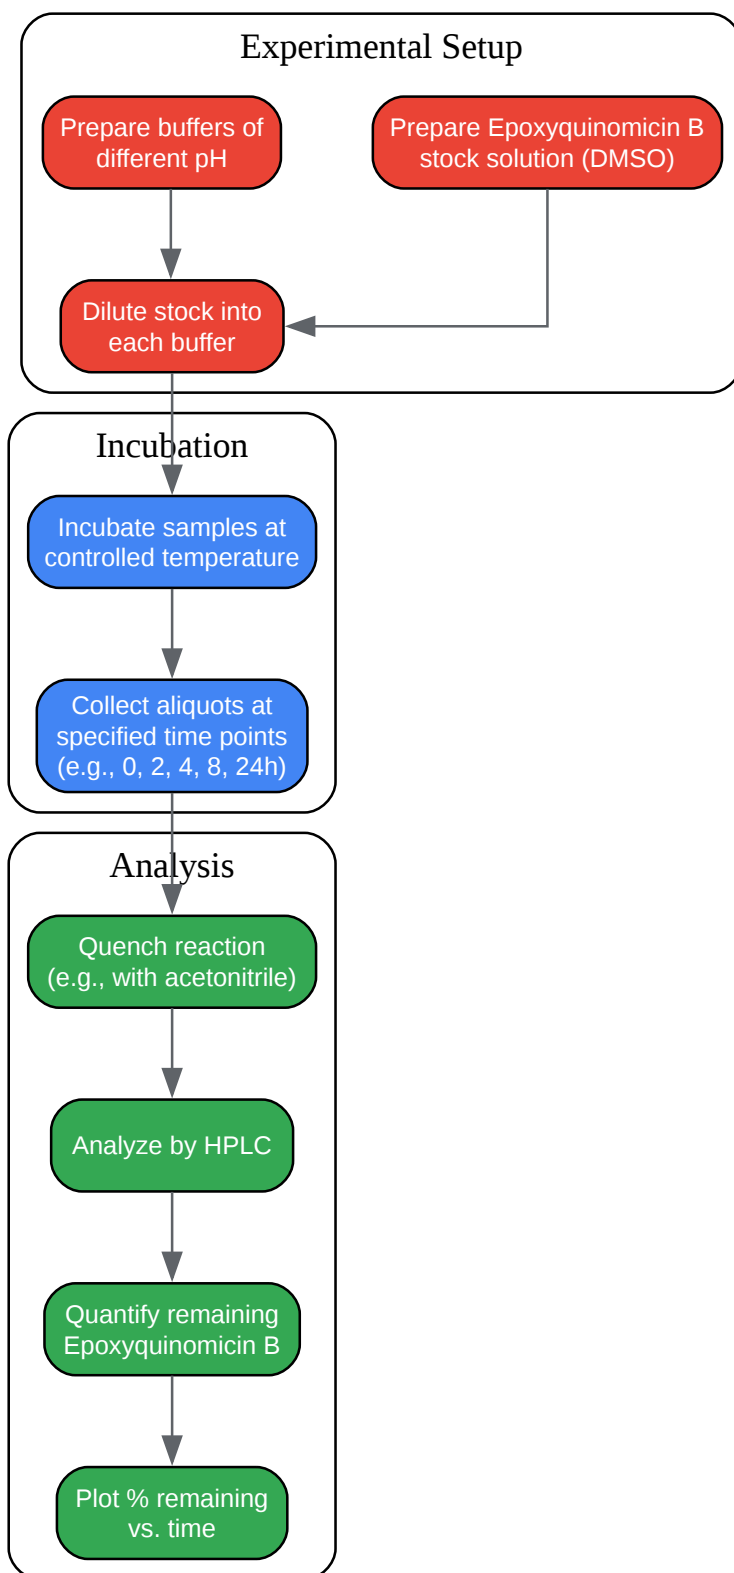 Experimental Setup
Prepare buffers of
different pH
Prepare Epoxyquinomicin B
stock solution (DMSO)
Dilute stock into
each buffer
Incubation
Incubate samples at
controlled temperature
Collect aliquots at
specified time points
(e.g., 0, 2, 4, 8, 24h)
Analysis
Quench reaction
(e.g., with acetonitrile)
Analyze by HPLC
Quantify remaining
Epoxyquinomicin B
Plot % remaining
vs. time